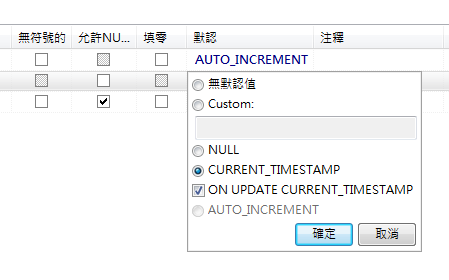 無符號的 允許NU... 填零 默認 注釋
AUTO_INCREMENT
無默認值
Custom:
NULL
CURRENT_TIMESTAMP
ON UPDATE CURRENT_TIMESTAMP
AUTO_INCREMENT
確定 取消